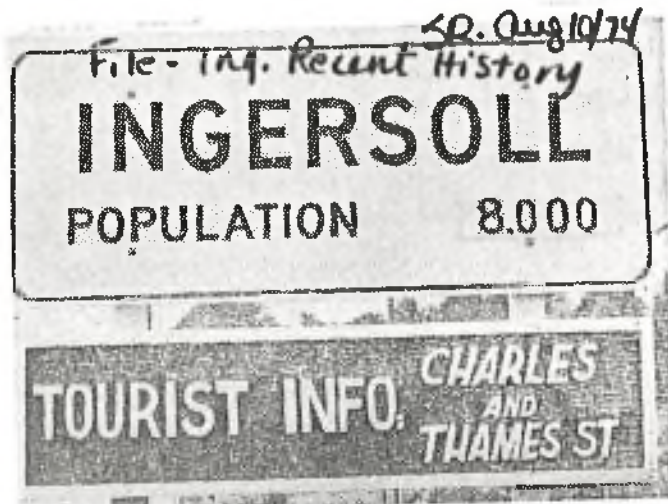 SR. Aug 10/74
File - Ing. Recent History
INGERSOLL
POPULATION 8.000
TOURIST INFO. CHARLES
AND
THAMES ST